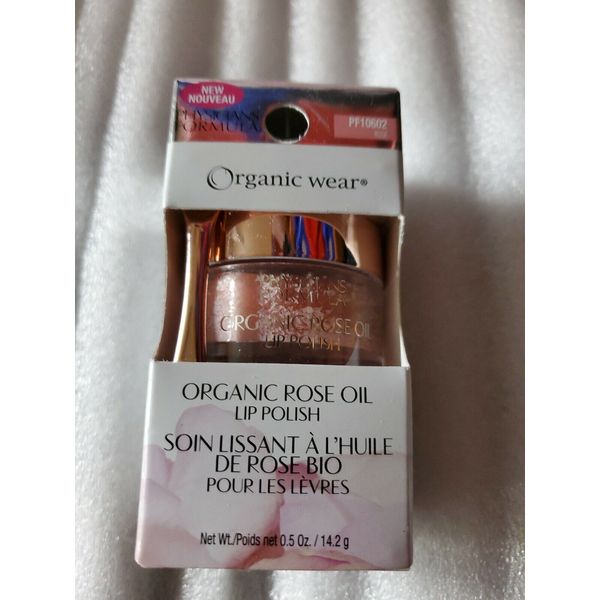 NEW
NOUVEAU
PHYSICIANS
FORMULA
PF10602
ROSE
Organic wear®
ORGANIC ROSE OIL
LIP POLISH
ORGANIC ROSE OIL
LIP POLISH
SOIN LISSANT À L'HUILE
DE ROSE BIO
POUR LES LÈVRES
Net Wt./Poids net 0.5 Oz. / 14.2 g